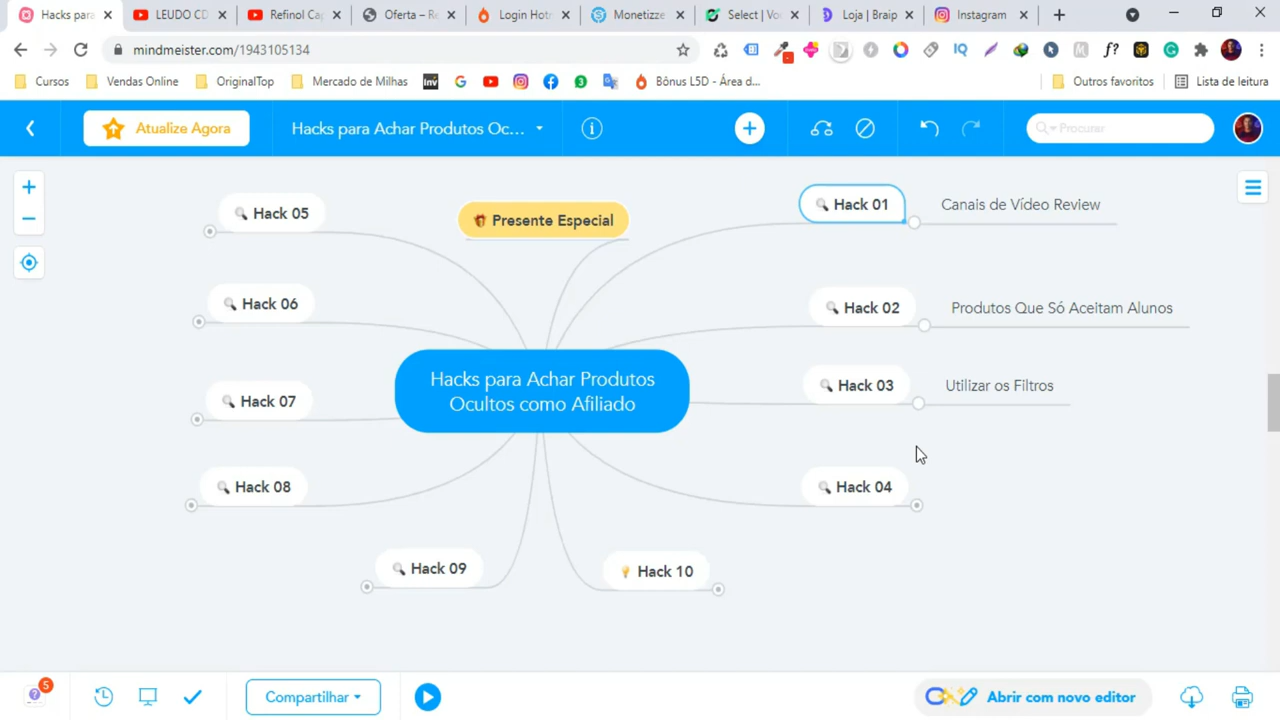 Hacks para
LEUDO CD
Refinol Ca
Oferta – R
Login Hotm
Monetizze
Select | Vo
Loja | Braip
Instagram
mindmeister.com/1943105134
IQ
f?
Cursos
Vendas Online
OriginalTop
Mercado de Milhas
Inv
Bônus L5D - Área d...
Outros favoritos
Lista de leitura
Atualize Agora
Hacks para Achar Produtos Oc...
Procurar
Hack 05
Presente Especial
Hack 01
Canais de Vídeo Review
Hack 06
Hack 02
Produtos Que Só Aceitam Alunos
Hacks para Achar Produtos
Ocultos como Afiliado
Hack 03
Utilizar os Filtros
Hack 07
Hack 08
Hack 04
Hack 09
Hack 10
5
Compartilhar
Abrir com novo editor